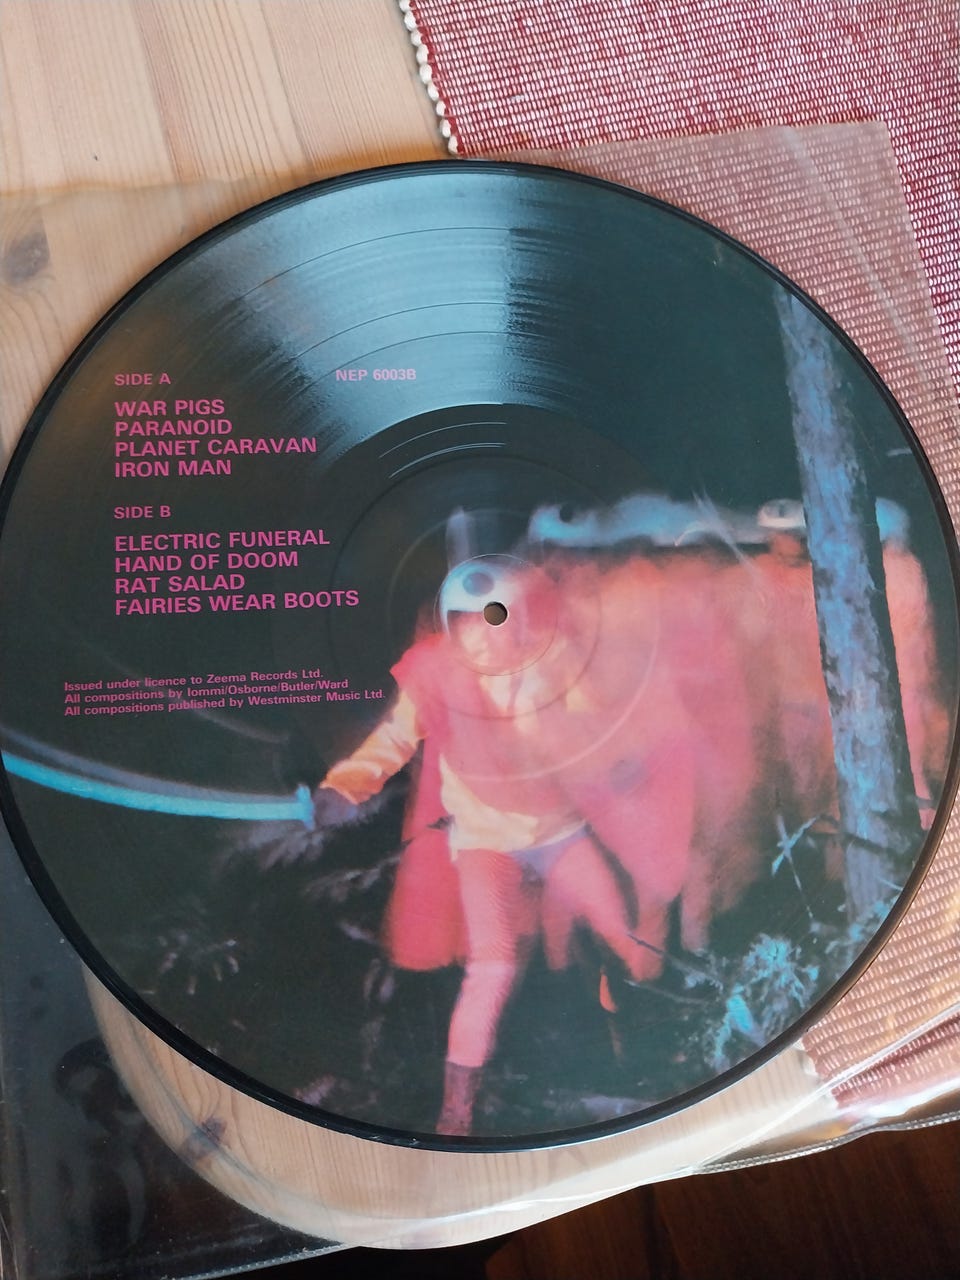 SIDE A NEP 6003B
WAR PIGS
PARANOID
PLANET CARAVAN
IRON MAN
SIDE B
ELECTRIC FUNERAL
HAND OF DOOM
RAT SALAD
FAIRIES WEAR BOOTS
Issued under licence to Zeema Records Ltd.
All compositions by Iommi/Osborne/Butler/Ward
All compositions published by Westminster Music Ltd.